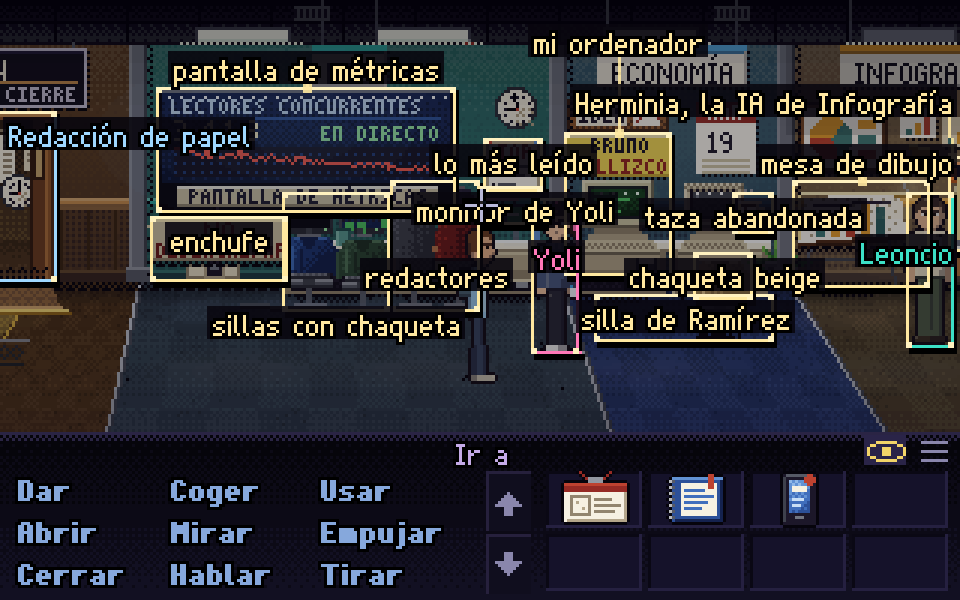 mi ordenador
pantalla de métricas
ECONOMÍA
INFOGRA
CIERRE
LECTORES CONCURRENTES
Herminia, la IA de Infografía
Redacción de papel
EN DIRECTO
BRUNO
19
lo más leído
mesa de dibujo
PANTALLA DE MÉTRICA
monitor de Yoli
taza abandonada
enchufe
Yoli
Leoncio
redactores
chaqueta beige
sillas con chaqueta
silla de Ramírez
Ir a
Dar
Coger
Usar
Abrir
Mirar
Empujar
Cerrar
Hablar
Tirar